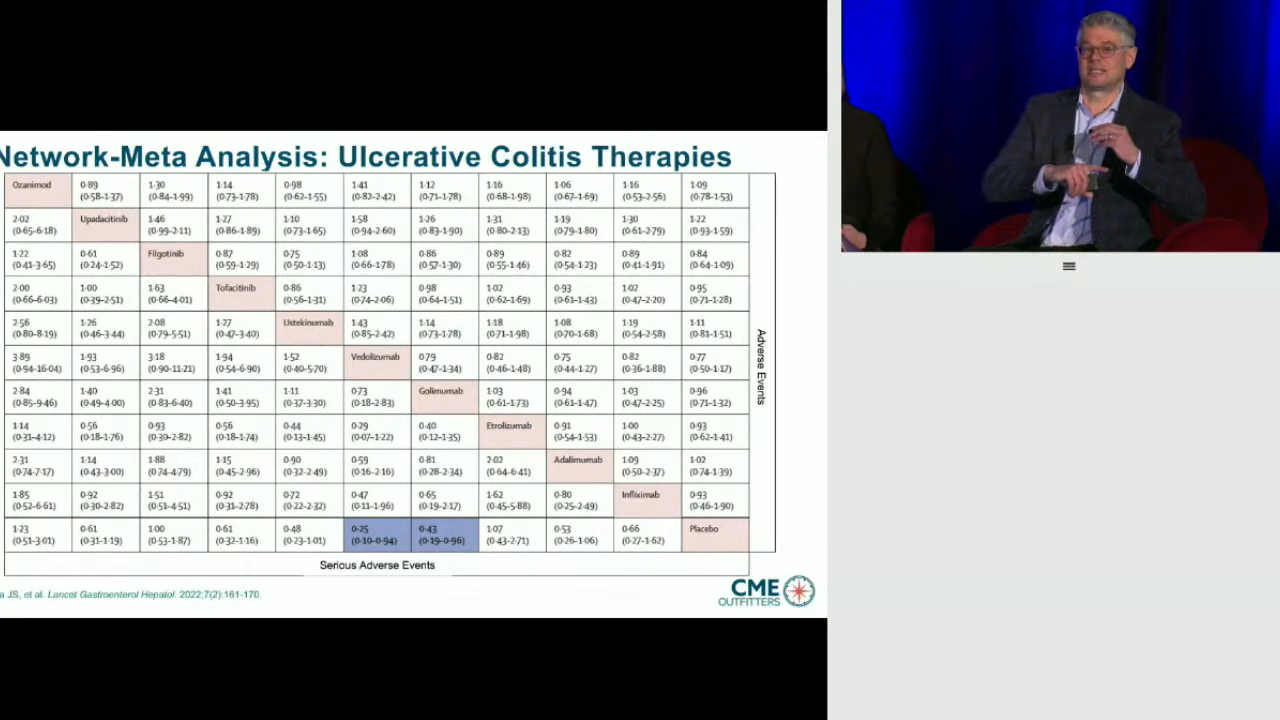 Network-Meta Analysis: Ulcerative Colitis Therapies
Ozanimod 0·89 1·30 1·14 0·98 1·41 1·12 1·16 1·06 1·16 1·09
(0·58–1·37) (0·84–1·99) (0·73–1·78) (0·62–1·55) (0·82–2·42) (0·71–1·78) (0·68–1·98) (0·67–1·69) (0·53–2·56) (0·78–1·53)
2·02 Upadacitinib 1·46 1·27 1·10 1·58 1·26 1·31 1·19 1·30 1·22
(0·65–6·18) (0·99–2·11) (0·86–1·89) (0·73–1·65) (0·94–2·60) (0·83–1·90) (0·80–2·13) (0·79–1·80) (0·61–2·79) (0·93–1·59)
1·22 0·61 Filgotinib 0·87 0·75 1·08 0·86 0·89 0·82 0·89 0·84
(0·41–3·65) (0·24–1·52) (0·59–1·29) (0·50–1·13) (0·66–1·78) (0·57–1·30) (0·55–1·46) (0·54–1·23) (0·41–1·91) (0·64–1·09)
2·00 1·00 1·63 Tofacitinib 0·86 1·23 0·98 1·02 0·93 1·02 0·95
(0·66–6·03) (0·39–2·51) (0·66–4·01) (0·56–1·31) (0·74–2·06) (0·64–1·51) (0·62–1·69) (0·61–1·43) (0·47–2·20) (0·71–1·28)
2·56 1·26 2·08 1·27 Ustekinumab 1·43 1·14 1·18 1·08 1·19 1·11
(0·80–8·19) (0·46–3·44) (0·79–5·51) (0·47–3·40) (0·85–2·42) (0·73–1·78) (0·71–1·98) (0·70–1·68) (0·54–2·58) (0·81–1·51)
3·89 1·93 3·18 1·94 1·52 Vedolizumab 0·79 0·82 0·75 0·82 0·77
(0·94–16·04) (0·53–6·96) (0·90–11·21) (0·54–6·90) (0·40–5·70) (0·47–1·34) (0·46–1·48) (0·44–1·27) (0·36–1·88) (0·50–1·17)
2·84 1·40 2·31 1·41 1·11 0·73 Golimumab 1·03 0·94 1·03 0·96
(0·85–9·46) (0·49–4·00) (0·83–6·40) (0·50–3·95) (0·37–3·30) (0·18–2·83) (0·61–1·73) (0·61–1·47) (0·47–2·25) (0·71–1·32)
1·14 0·56 0·93 0·56 0·44 0·29 0·40 Etrolizumab 0·91 1·00 0·93
(0·31–4·12) (0·18–1·76) (0·30–2·82) (0·18–1·74) (0·13–1·45) (0·07–1·22) (0·12–1·35) (0·54–1·53) (0·43–2·27) (0·62–1·41)
2·31 1·14 1·88 1·15 0·90 0·59 0·81 2·02 Adalimumab 1·09 1·02
(0·74–7·17) (0·43–3·00) (0·74–4·79) (0·45–2·96) (0·32–2·49) (0·16–2·16) (0·28–2·34) (0·64–6·41) (0·50–2·37) (0·74–1·39)
1·85 0·92 1·51 0·92 0·72 0·47 0·65 1·62 0·80 Infliximab 0·93
(0·52–6·61) (0·30–2·82) (0·51–4·51) (0·31–2·78) (0·22–2·32) (0·11–1·96) (0·19–2·17) (0·45–5·88) (0·25–2·49) (0·46–1·90)
1·23 0·61 1·00 0·61 0·48 0·25 0·43 1·07 0·53 0·66 Placebo
(0·51–3·01) (0·31–1·19) (0·53–1·87) (0·32–1·16) (0·23–1·01) (0·10–0·94) (0·19–0·96) (0·43–2·71) (0·26–1·06) (0·27–1·62)
Adverse Events
Serious Adverse Events
a JS, et al. Lancet Gastroenterol Hepatol. 2022;7(2):161-170.
CME
OUTFITTERS